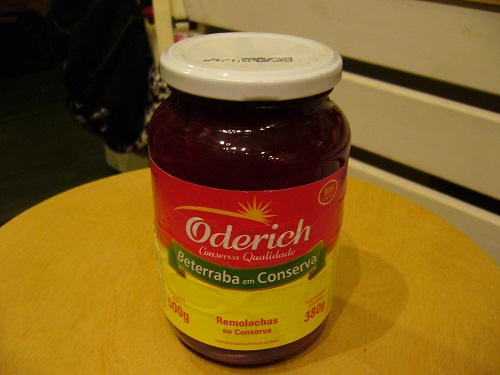 Oderich
Conserva Qualidade
Beterraba em Conserva
500g
380g
Remolachas
en Conserva